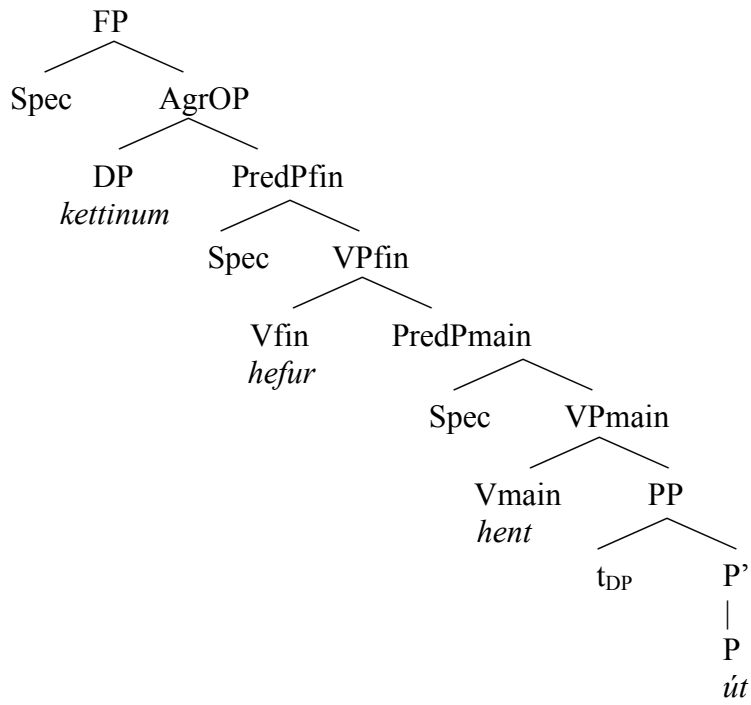 FP
Spec AgrOP
DP PredPfin
kettinum
Spec VPfin
Vfin PredPmain
hefur
Spec VPmain
Vmain PP
hent
tDP P’
P
út